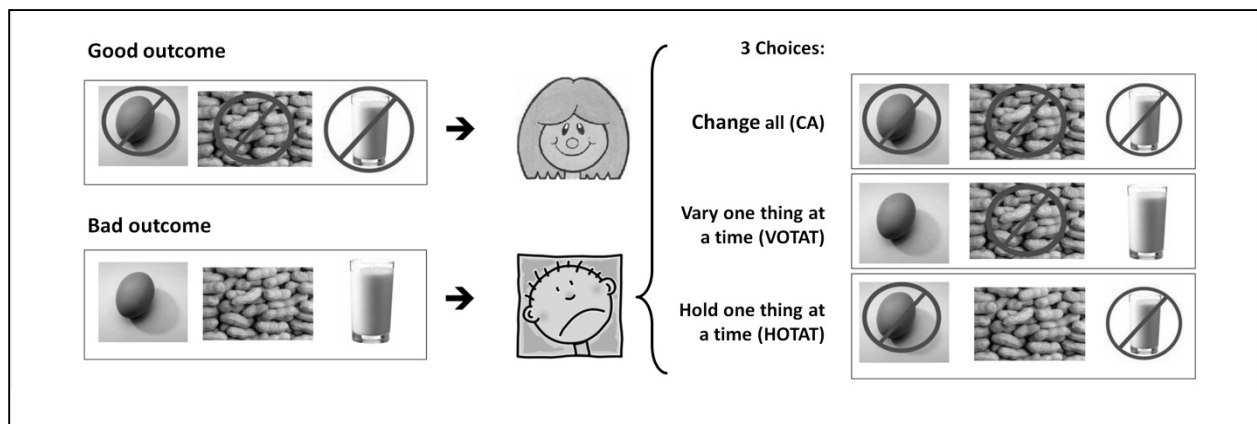 Good outcome
Bad outcome
3 Choices:
Change all (CA)
Vary one thing at
a time (VOTAT)
Hold one thing at
a time (HOTAT)